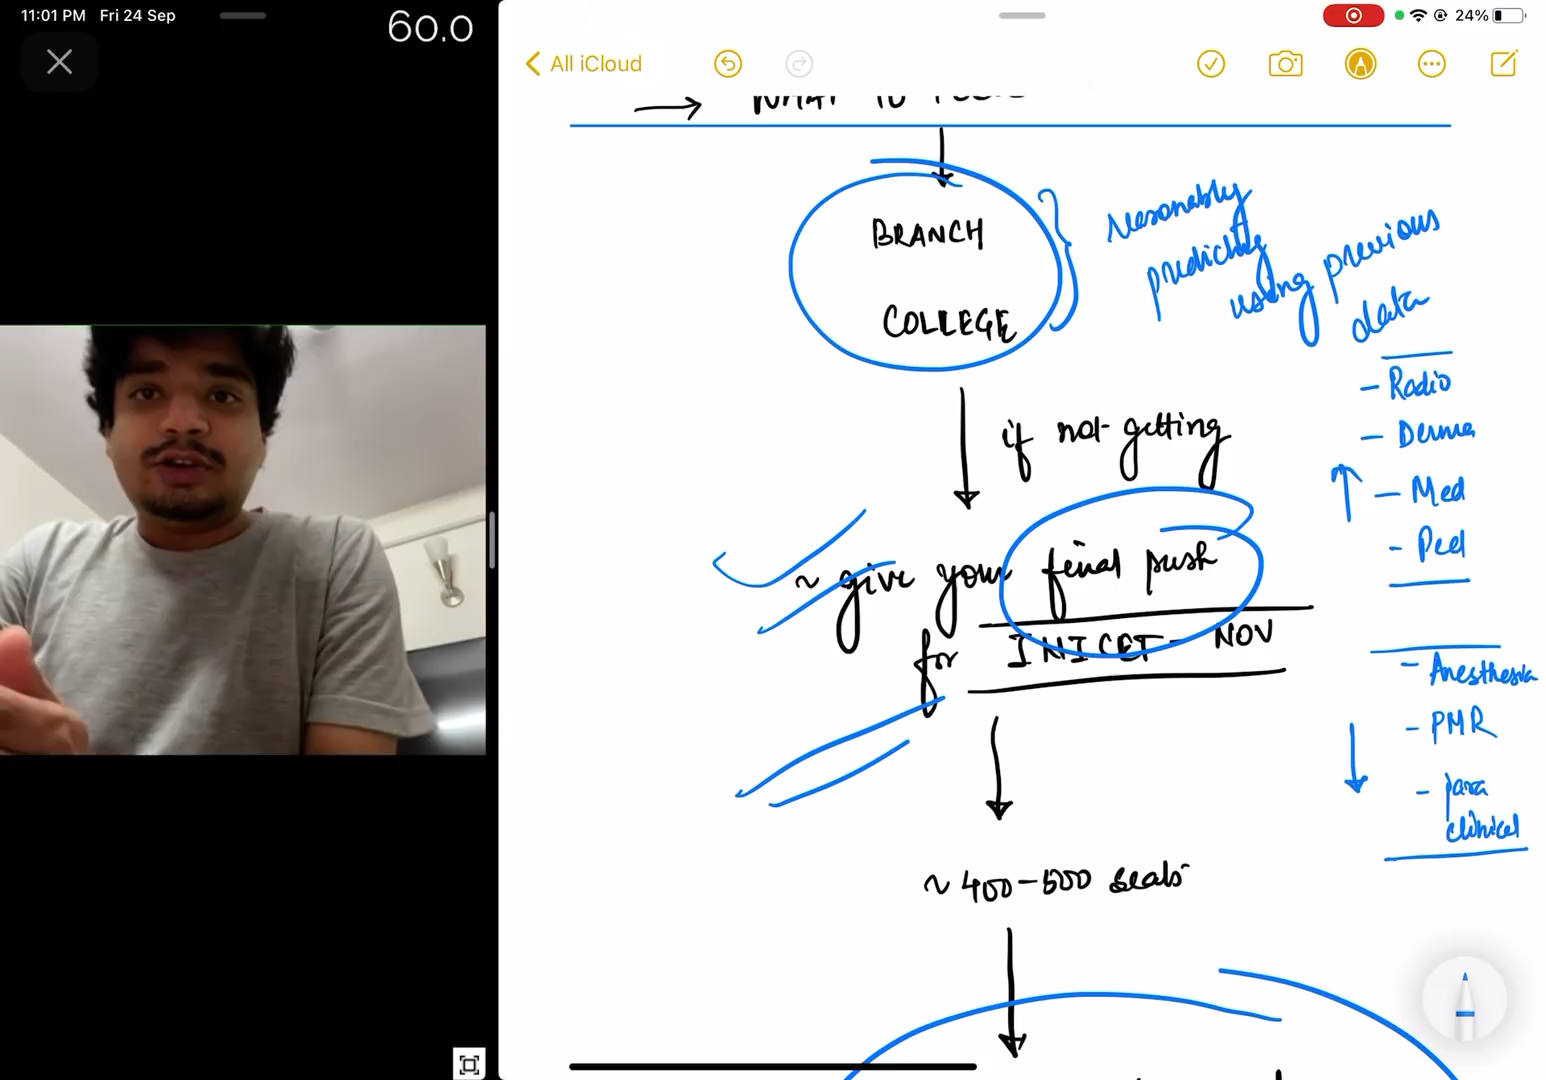 11:01 PM Fri 24 Sep
60.0
24%
All iCloud
WHAT TO
BRANCH
COLLEGE
reasonably
predicting
using previous
data
- Radio
- Derma
- Med
- Ped
if not getting
~ give your final push
for INICET - NOV
- Anesthesia
- PMR
- para
clinical
~ 400-500 seats